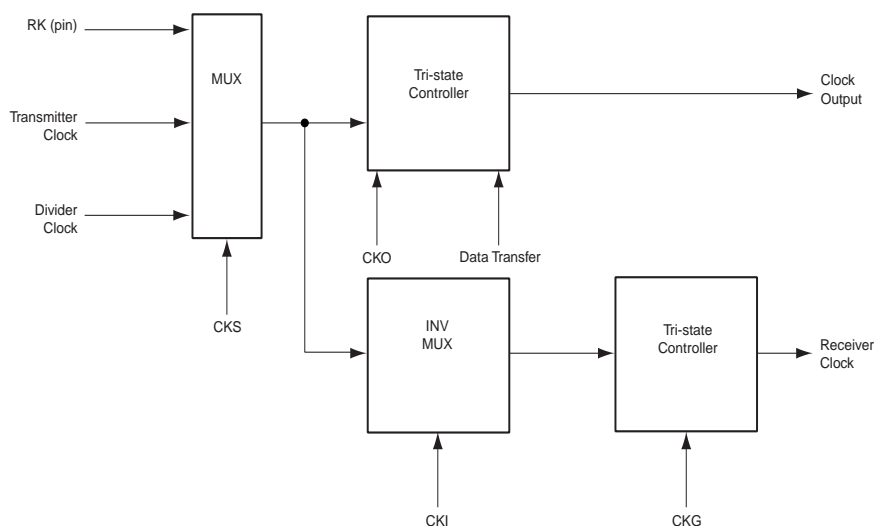 RK (pin)
MUX
Tri-state
Controller
Clock
Output
Transmitter
Clock
Divider
Clock
CKO
Data Transfer
CKS
INV
MUX
Tri-state
Controller
Receiver
Clock
CKI
CKG